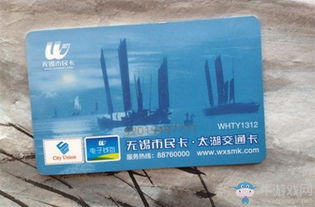 无锡市民卡
WHTY1312
City Union
电子钱包
无锡市民卡·太湖交通卡
服务热线：88760000 www.wxsmk.com